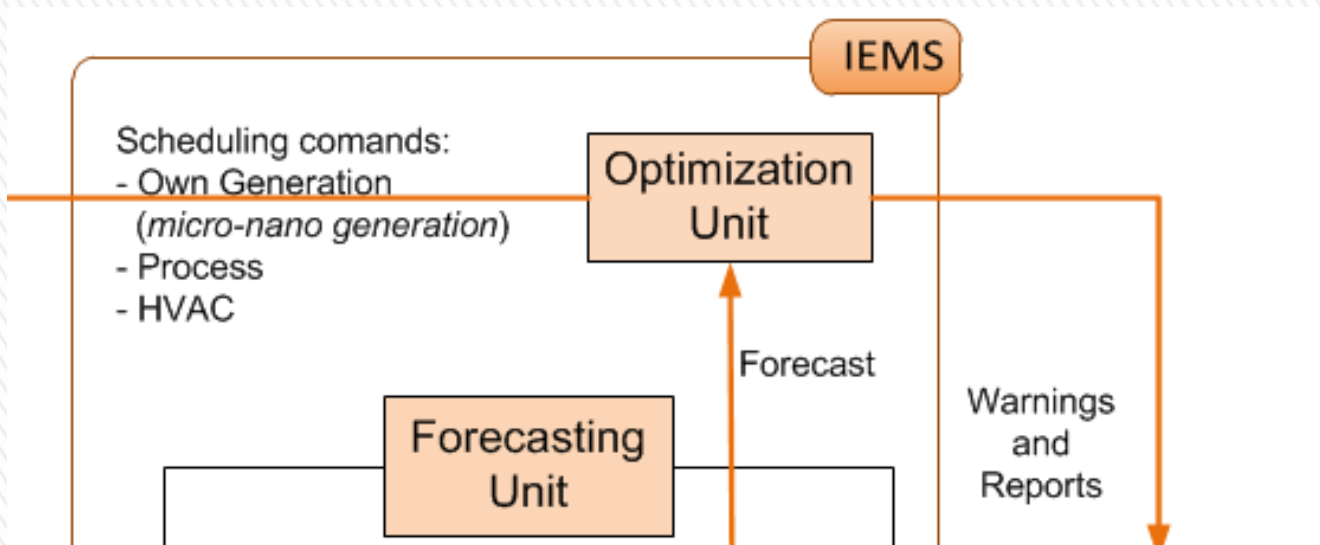 IEMS
Scheduling comands:
- Own Generation
(micro-nano generation)
- Process
- HVAC
Optimization
Unit
Forecast
Forecasting
Unit
Warnings
and
Reports